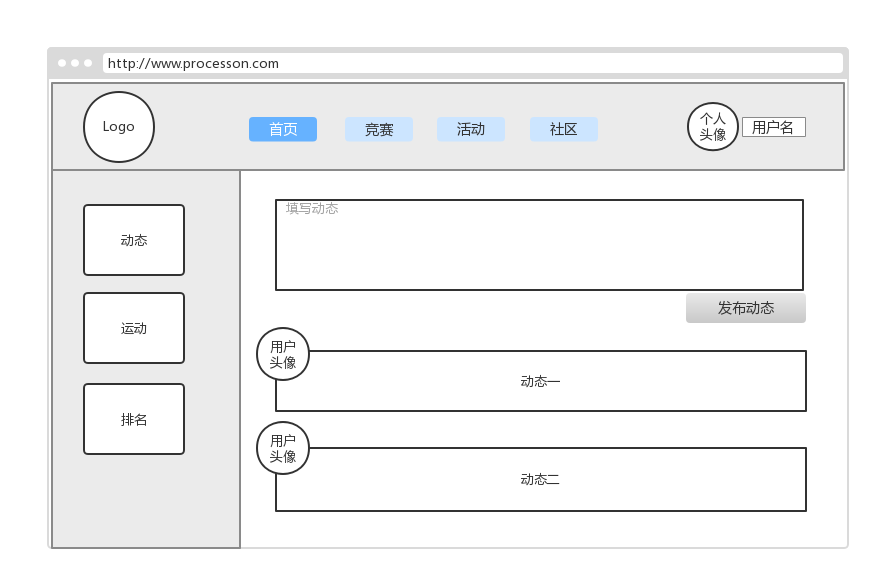 http://www.processon.com
Logo
首页
竞赛
活动
社区
个人
头像
用户名
动态
运动
排名
填写动态
发布动态
用户
头像
动态一
用户
头像
动态二